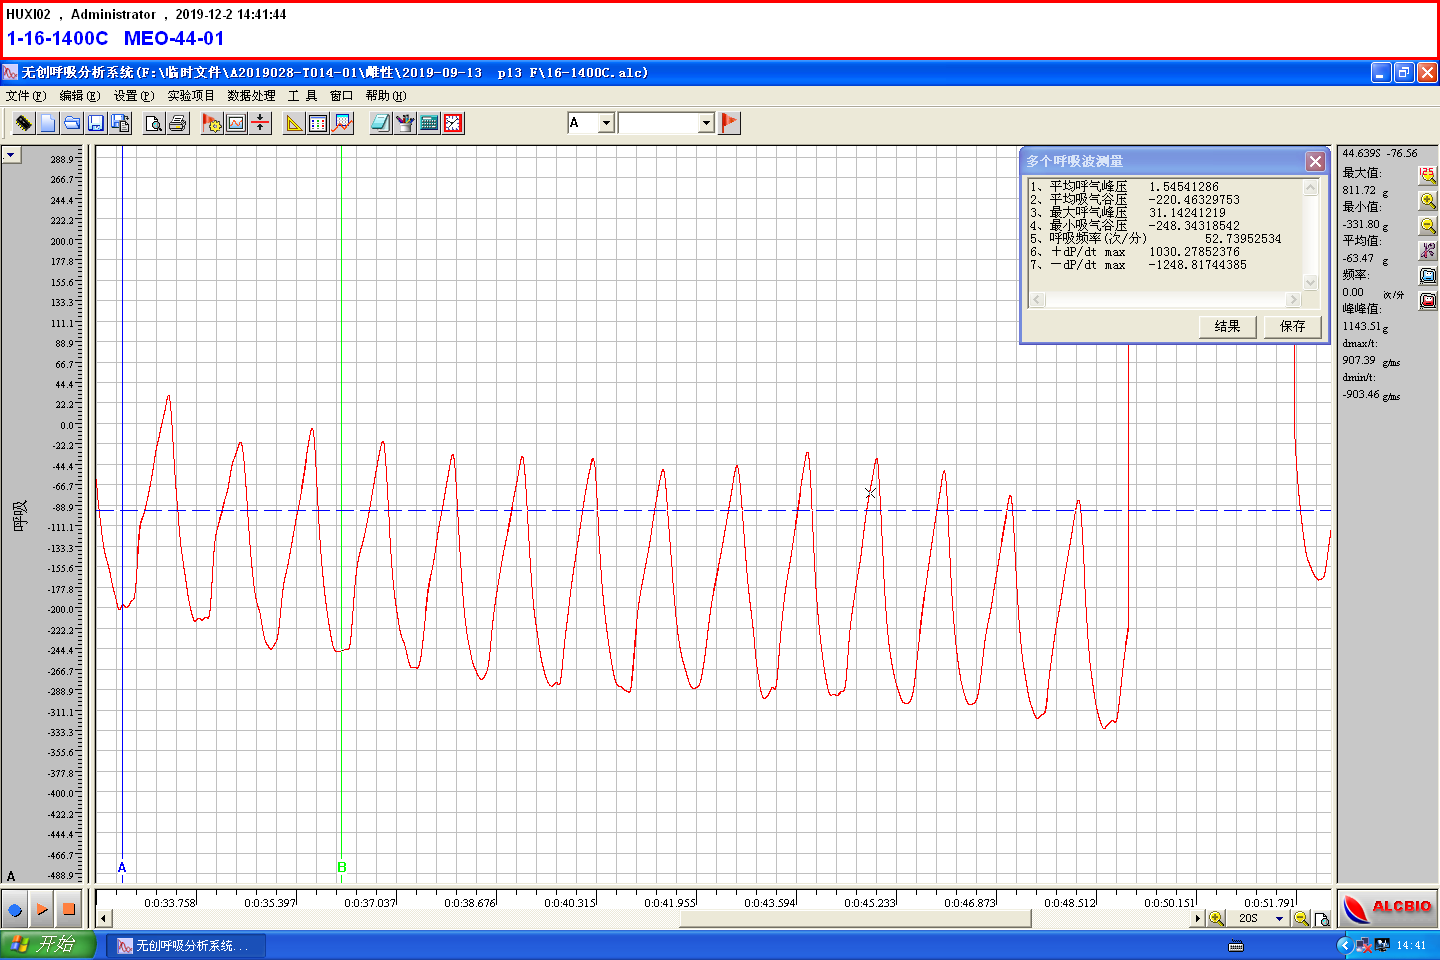 HUXI02 , Administrator , 2019-12-2 14:41:44
1-16-1400C MEO-44-01
无创呼吸分析系统(F:\临时文件\A2019028-T014-01\雌性\2019-09-13 p13 F\16-1400C.alc)
文件(F) 编辑(E) 设置(P) 实验项目 数据处理 工 具 窗口 帮助(H)
A
288.9
266.7
244.4
222.2
200.0
177.8
155.6
133.3
111.1
88.9
66.7
44.4
22.2
0.0
-22.2
-44.4
-66.7
-88.9
-111.1
-133.3
-155.6
-177.8
-200.0
-222.2
-244.4
-266.7
-288.9
-311.1
-333.3
-355.6
-377.8
-400.0
-422.2
-444.4
-466.7
-488.9
呼吸
A
A
B
多个呼吸波测量
1、平均呼气峰压 1.54541286
2、平均吸气谷压 -220.46329753
3、最大呼气峰压 31.14241219
4、最小吸气谷压 -248.34318542
5、呼吸频率(次/分) 52.73952534
6、＋dP/dt max 1030.27852376
7、－dP/dt max -1248.81744385
结果 保存
44.639S -76.56
最大值:
811.72 g
最小值:
-331.80 g
平均值:
-63.47 g
频率:
0.00 次/分
峰峰值:
1143.51 g
dmax/t:
907.39 g/ms
dmin/t:
-903.46 g/ms
125
0:0:33.758 0:0:35.397 0:0:37.037 0:0:38.676 0:0:40.315 0:0:41.955 0:0:43.594 0:0:45.233 0:0:46.873 0:0:48.512 0:0:50.151 0:0:51.791
20S
ALCBIO
开始 无创呼吸分析系统... 14:41